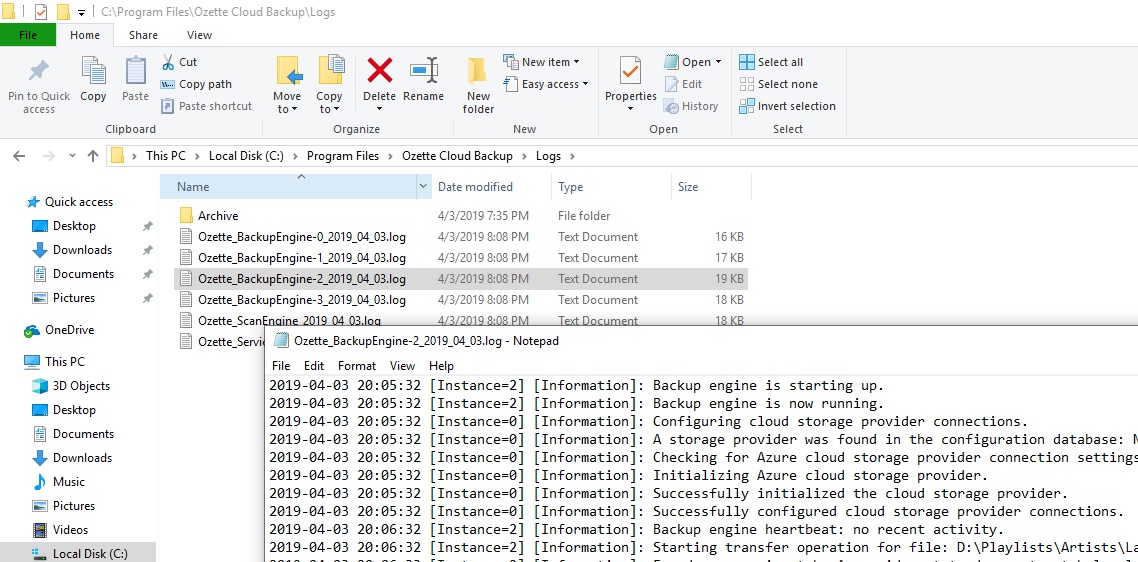 C:\Program Files\Ozette Cloud Backup\Logs
File Home Share View
Pin to Quick access
Copy
Paste
Cut
Copy path
Paste shortcut
Clipboard
Move to
Copy to
Delete
Rename
Organize
New folder
New item
Easy access
New
Properties
Open
Edit
History
Open
Select all
Select none
Invert selection
Select
This PC > Local Disk (C:) > Program Files > Ozette Cloud Backup > Logs >
Quick access
Desktop
Downloads
Documents
Pictures
OneDrive
This PC
3D Objects
Desktop
Documents
Downloads
Music
Pictures
Videos
Local Disk (C:)
Name Date modified Type Size
Archive 4/3/2019 7:35 PM File folder
Ozette_BackupEngine-0_2019_04_03.log 4/3/2019 8:08 PM Text Document 16 KB
Ozette_BackupEngine-1_2019_04_03.log 4/3/2019 8:08 PM Text Document 17 KB
Ozette_BackupEngine-2_2019_04_03.log 4/3/2019 8:08 PM Text Document 19 KB
Ozette_BackupEngine-3_2019_04_03.log 4/3/2019 8:08 PM Text Document 18 KB
Ozette_ScanEngine_2019_04_03.log 4/3/2019 8:08 PM Text Document 18 KB
Ozette_Servi
Ozette_BackupEngine-2_2019_04_03.log - Notepad
File Edit Format View Help
2019-04-03 20:05:32 [Instance=2] [Information]: Backup engine is starting up.
2019-04-03 20:05:32 [Instance=2] [Information]: Backup engine is now running.
2019-04-03 20:05:32 [Instance=0] [Information]: Configuring cloud storage provider connections.
2019-04-03 20:05:32 [Instance=0] [Information]: A storage provider was found in the configuration database:
2019-04-03 20:05:32 [Instance=0] [Information]: Checking for Azure cloud storage provider connection settings
2019-04-03 20:05:32 [Instance=0] [Information]: Initializing Azure cloud storage provider.
2019-04-03 20:05:32 [Instance=0] [Information]: Successfully initialized the cloud storage provider.
2019-04-03 20:05:32 [Instance=0] [Information]: Successfully configured cloud storage provider connections.
2019-04-03 20:06:32 [Instance=2] [Information]: Backup engine heartbeat: no recent activity.
2019-04-03 20:06:32 [Instance=2] [Information]: Starting transfer operation for file: D:\Playlists\Artists\La